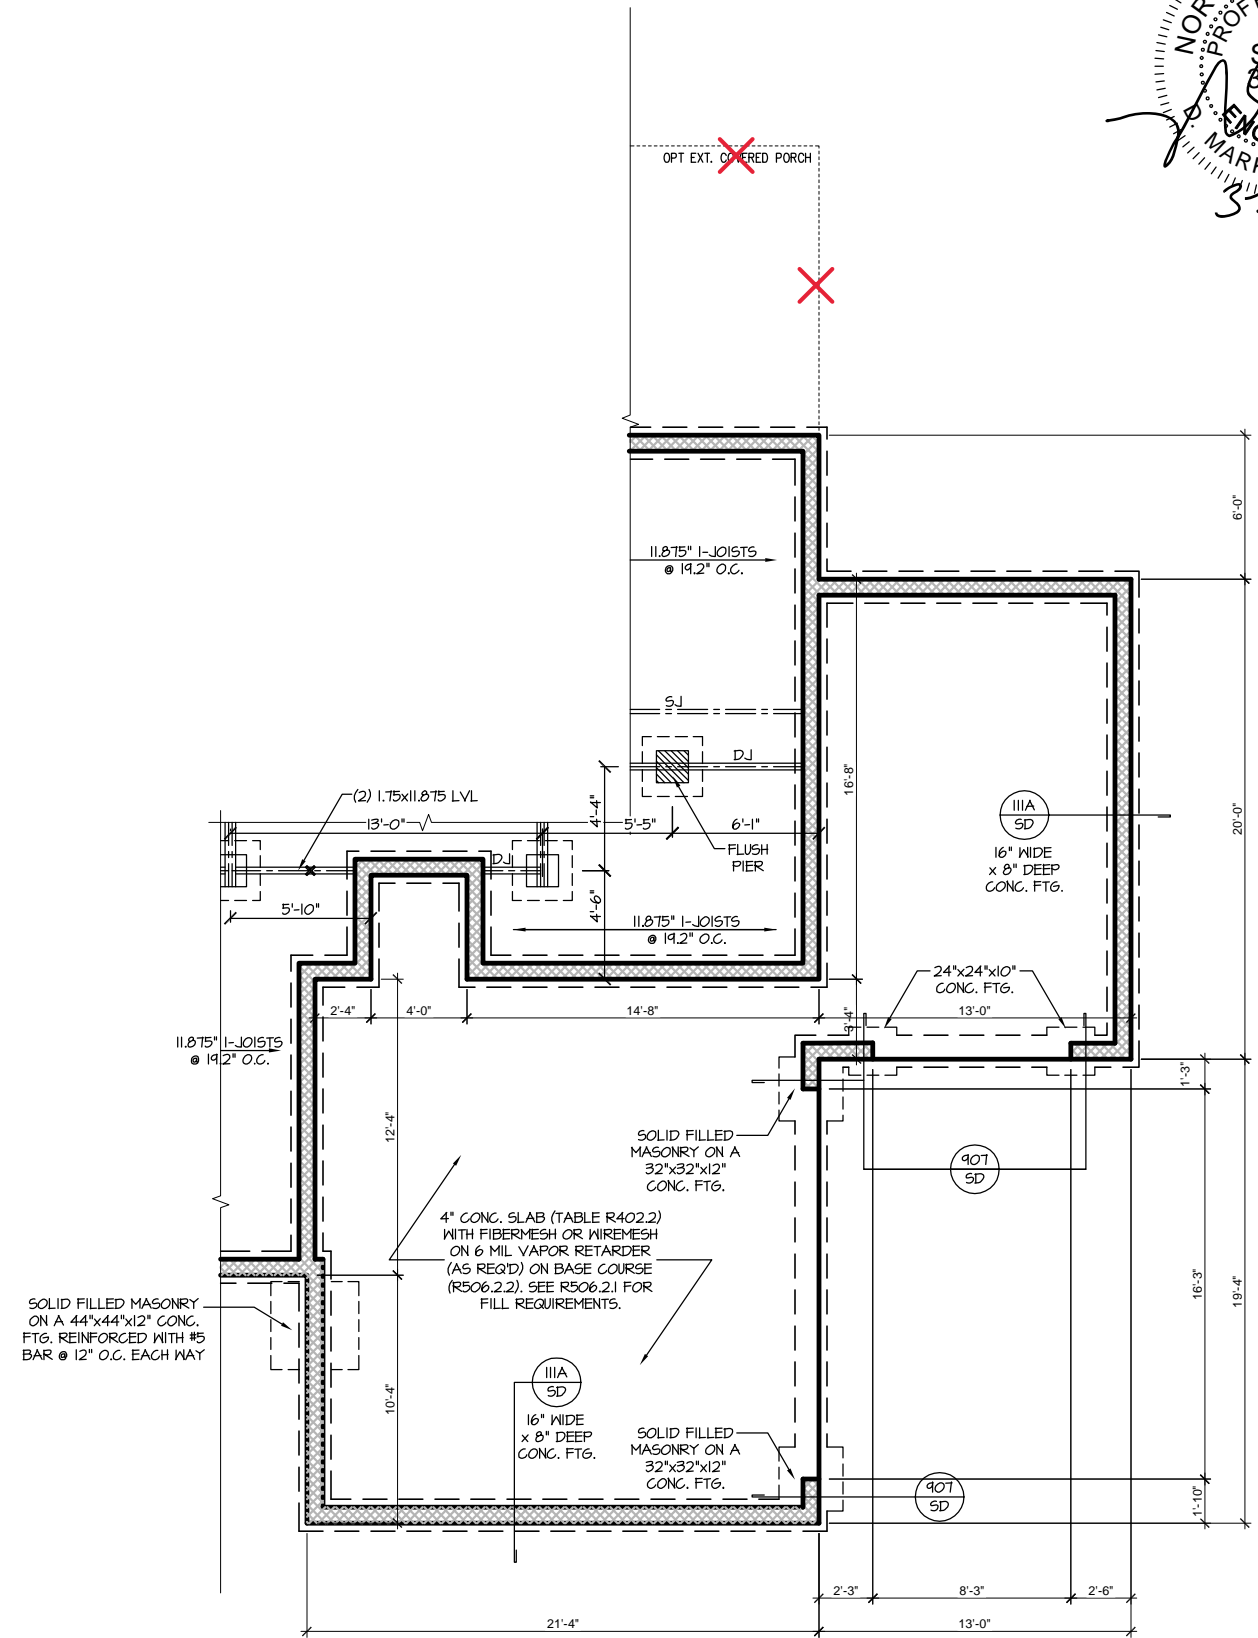 NOR
PROF
ENG
D. MARK
OPT EXT. COVERED PORCH
6'-0"
11.875" I-JOISTS
@ 19.2" O.C.
SJ
DJ
16'-8"
20'-0"
(2) 1.75x11.875 LVL
13'-0"
4'-4"
5'-5"
6'-1"
FLUSH
PIER
DJ
5'-10"
4'-6"
11.875" I-JOISTS
@ 19.2" O.C.
111A
SD
16" WIDE
x 8" DEEP
CONC. FTG.
24"x24"x10"
CONC. FTG.
2'-4"
4'-0"
14'-8"
3'-4"
13'-0"
11.875" I-JOISTS
@ 19.2" O.C.
1'-3"
12'-4"
SOLID FILLED
MASONRY ON A
32"x32"x12"
CONC. FTG.
907
SD
4" CONC. SLAB (TABLE R402.2)
WITH FIBERMESH OR WIREMESH
ON 6 MIL VAPOR RETARDER
(AS REQ'D) ON BASE COURSE
(R506.2.2). SEE R506.2.1 FOR
FILL REQUIREMENTS.
16'-3"
19'-4"
SOLID FILLED MASONRY
ON A 44"x44"x12" CONC.
FTG. REINFORCED WITH #5
BAR @ 12" O.C. EACH WAY
10'-4"
111A
SD
16" WIDE
x 8" DEEP
CONC. FTG.
SOLID FILLED
MASONRY ON A
32"x32"x12"
CONC. FTG.
907
SD
1'-10"
2'-3"
8'-3"
2'-6"
21'-4"
13'-0"